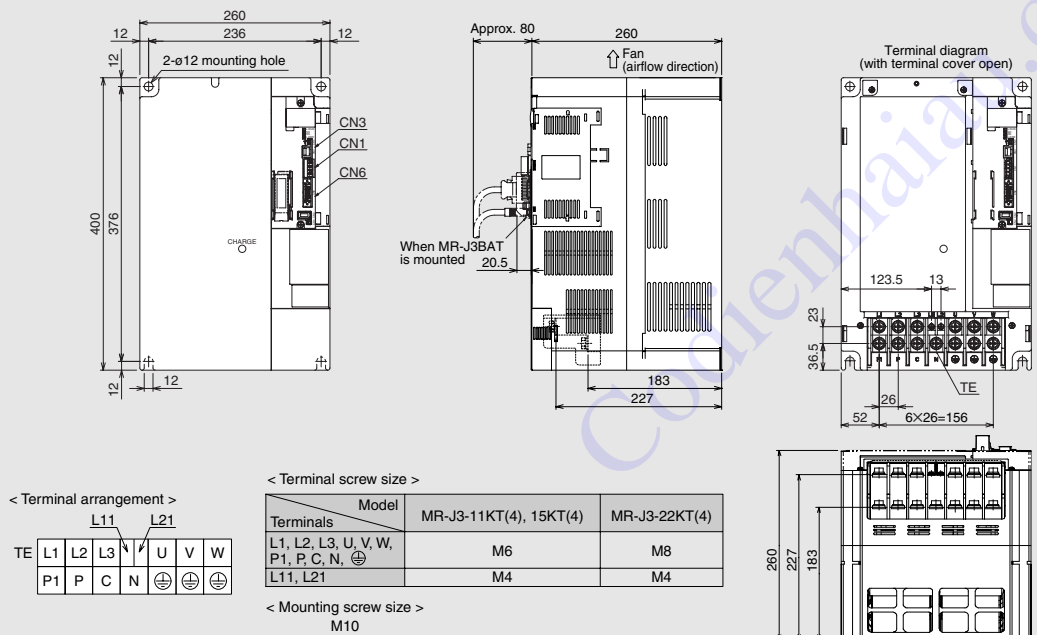 260
12
236
12
12
2-ø12 mounting hole
CN3
CN1
CN6
400
376
CHARGE
12
12
Approx. 80
260
Fan
(airflow direction)
When MR-J3BAT
is mounted
20.5
183
227
Terminal diagram
(with terminal cover open)
123.5
13
23
36.5
TE
26
52
6×26=156
260
227
183
< Terminal arrangement >
L11 L21
TE L1 L2 L3 U V W
P1 P C N
< Terminal screw size >
Model
Terminals
MR-J3-11KT(4), 15KT(4)
MR-J3-22KT(4)
L1, L2, L3, U, V, W,
P1, P, C, N,
M6
M8
L11, L21
M4
M4
< Mounting screw size >
M10